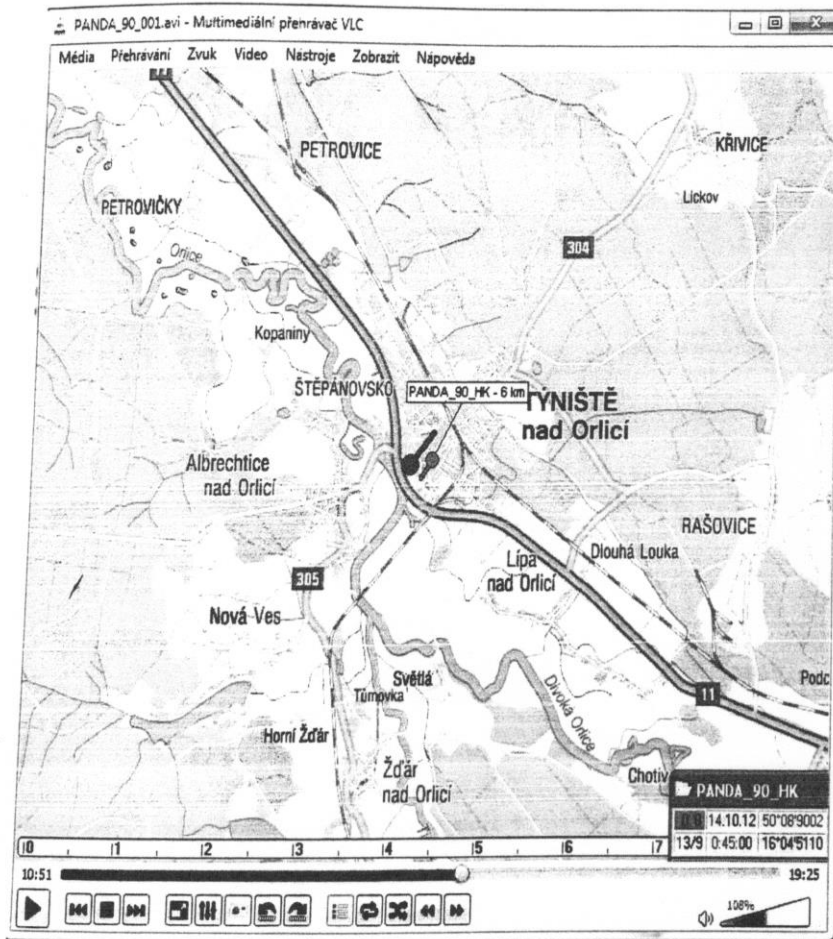 PANDA_90_001.avi - Multimediální přehrávač VLC
Média Přehrávání Zvuk Video Nástroje Zobrazit Nápověda
PETROVICE
KŘIVICE
Lickov
PETROVIČKY
304
Orlice
Kopaniny
ŠTĚPÁNOVSKO
PANDA_90_HK - 6 km
TÝNIŠTĚ
nad Orlicí
Albrechtice
nad Orlicí
RAŠOVICE
Dlouhá Louka
Lípa
nad Orlicí
305
Nová Ves
Světlá
Tůmovka
Divoká Orlice
11
Podc
Horní Žďár
Žďár
nad Orlicí
Chotiv
PANDA_90_HK
14.10.12 50°08'9002
13/9 0:45:00 16°04'5110
0 1 2 3 4 5 6 7
10:51 19:25
108%